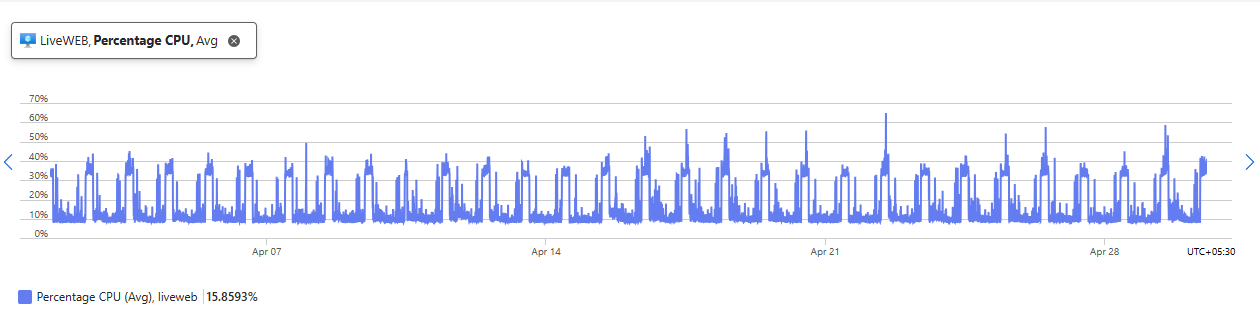 LiveWEB, Percentage CPU, Avg
70%
60%
50%
40%
30%
20%
10%
0%
Apr 07 Apr 14 Apr 21 Apr 28 UTC+05:30
Percentage CPU (Avg), liveweb 15.8593%